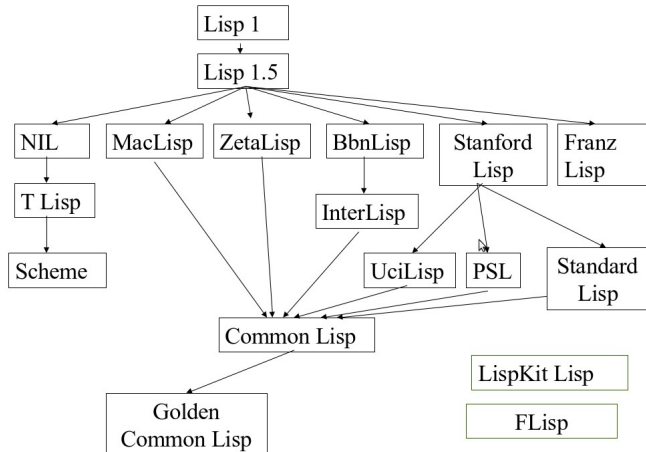 Lisp 1
Lisp 1.5
NIL
MacLisp
ZetaLisp
BbnLisp
Stanford
Lisp
Franz
Lisp
T Lisp
InterLisp
Scheme
UciLisp
PSL
Standard
Lisp
Common Lisp
LispKit Lisp
Golden
Common Lisp
FLisp